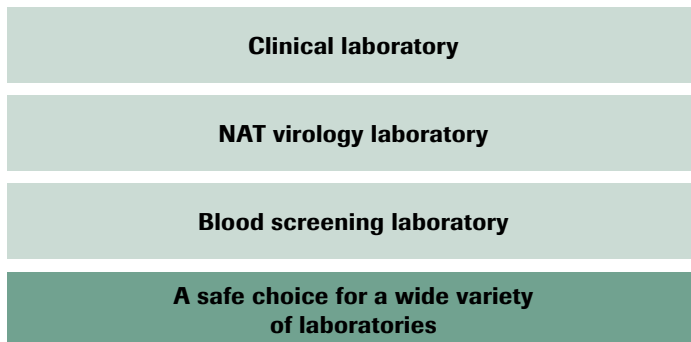 Clinical laboratory
NAT virology laboratory
Blood screening laboratory
A safe choice for a wide variety
of laboratories